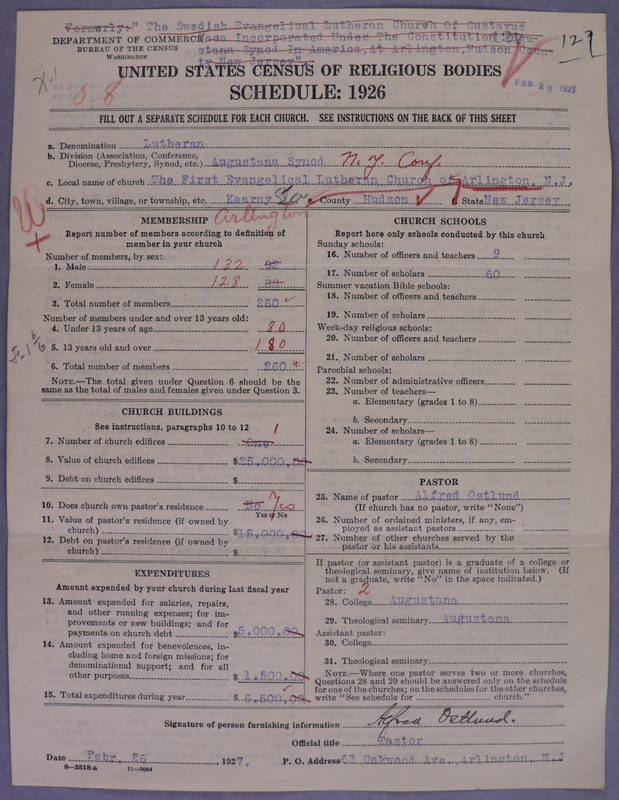 Formerly:" The Swedish Evangelical Lutheran Church Of Gustavus
Vasa Incorporated Under The Constitution
Augustana Synod In America, At Arlington, Hudson County
New Jersey".
127
DEPARTMENT OF COMMERCE
BUREAU OF THE CENSUS
WASHINGTON
FEB 28 1927
X-1
UNITED STATES CENSUS OF RELIGIOUS BODIES
SCHEDULE: 1926
FILL OUT A SEPARATE SCHEDULE FOR EACH CHURCH. SEE INSTRUCTIONS ON THE BACK OF THIS SHEET
a. Denomination Lutheran
b. Division (Association, Conference,
Diocese, Presbytery, Synod, etc.) Augustana Synod N.Y. Conf.
c. Local name of church The First Evangelical Lutheran Church of Arlington, N.J.
d. City, town, village, or township, etc. Kearny e. County Hudson f. State New Jersey
Arlington
MEMBERSHIP
Report number of members according to definition of
member in your church
Number of members, by sex:
1. Male 132
2. Female 128
3. Total number of members 260
Number of members under and over 13 years old:
4. Under 13 years of age 80
5. 13 years old and over 180
6. Total number of members 260
NOTE.—The total given under Question 6 should be
the same as the total of males and females given under Question 3.
CHURCH BUILDINGS
See instructions, paragraphs 10 to 12
7. Number of church edifices One 1
8. Value of church edifices $25,000.00
9. Debt on church edifices $
10. Does church own pastor's residence No Yes
Yes or No
11. Value of pastor's residence (if owned by
church) $15,000.00
12. Debt on pastor's residence (if owned by
church) $
EXPENDITURES
Amount expended by your church during last fiscal year
13. Amount expended for salaries, repairs,
and other running expenses; for im-
provements or new buildings; and for
payments on church debt $5,000.00
14. Amount expended for benevolences, in-
cluding home and foreign missions; for
denominational support; and for all
other purposes $1,500.00
15. Total expenditures during year $6,500.00
CHURCH SCHOOLS
Report here only schools conducted by this church
Sunday schools:
16. Number of officers and teachers 9
17. Number of scholars 60
Summer vacation Bible schools:
18. Number of officers and teachers
19. Number of scholars
Week-day religious schools:
20. Number of officers and teachers
21. Number of scholars
Parochial schools:
22. Number of administrative officers
23. Number of teachers—
a. Elementary (grades 1 to 8)
b. Secondary
24. Number of scholars—
a. Elementary (grades 1 to 8)
b. Secondary
PASTOR
25. Name of pastor Alfred Ostlund
(If church has no pastor, write "None")
26. Number of ordained ministers, if any, em-
ployed as assistant pastors
27. Number of other churches served by the
pastor or his assistants
If pastor (or assistant pastor) is a graduate of a college or
theological seminary, give name of institution below. (If
not a graduate, write "No" in the space indicated.)
Pastor: 2
28. College Augustana
29. Theological seminary Augustana
Assistant pastor:
30. College
31. Theological seminary
NOTE.—Where one pastor serves two or more churches,
Questions 28 and 29 should be answered only on the schedule
for one of the churches; on the schedules for the other churches,
write "See schedule for church."
Signature of person furnishing information Alfred Ostlund.
Official title Pastor
Date Febr. 26 1927. P. O. Address 63 Oakwood Ave., Arlington, N.J
8—5518a 11—9054